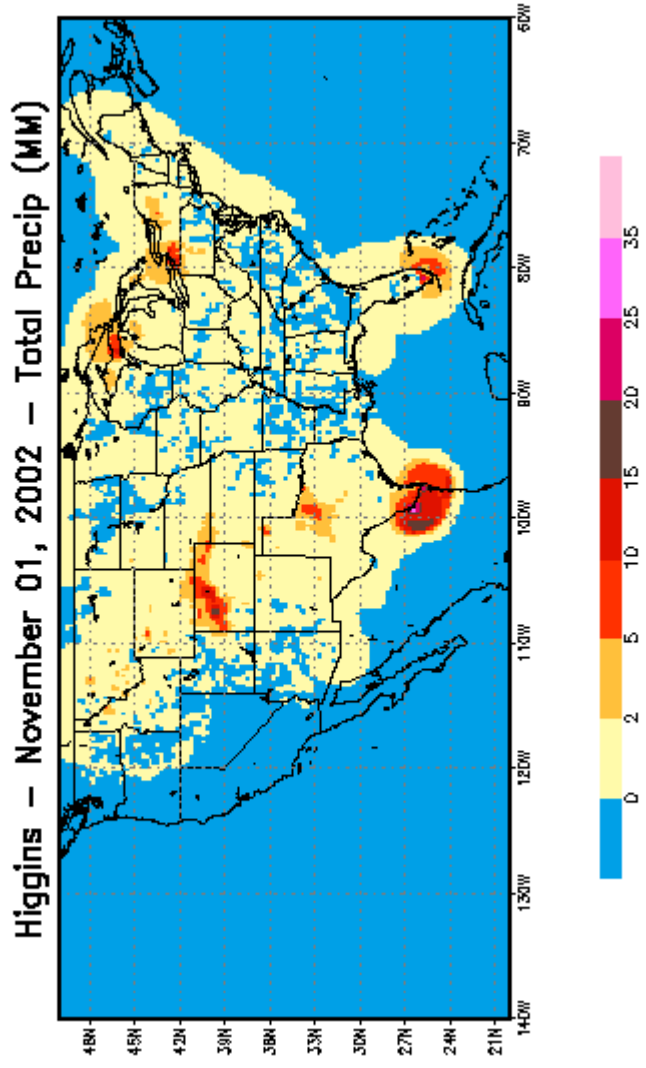 Higgins – November 01, 2002 – Total Precip (MM)
48N
45N
42N
39N
36N
33N
30N
27N
24N
21N
140W
130W
120W
110W
100W
90W
80W
70W
60W
0
2
5
10
15
20
25
35